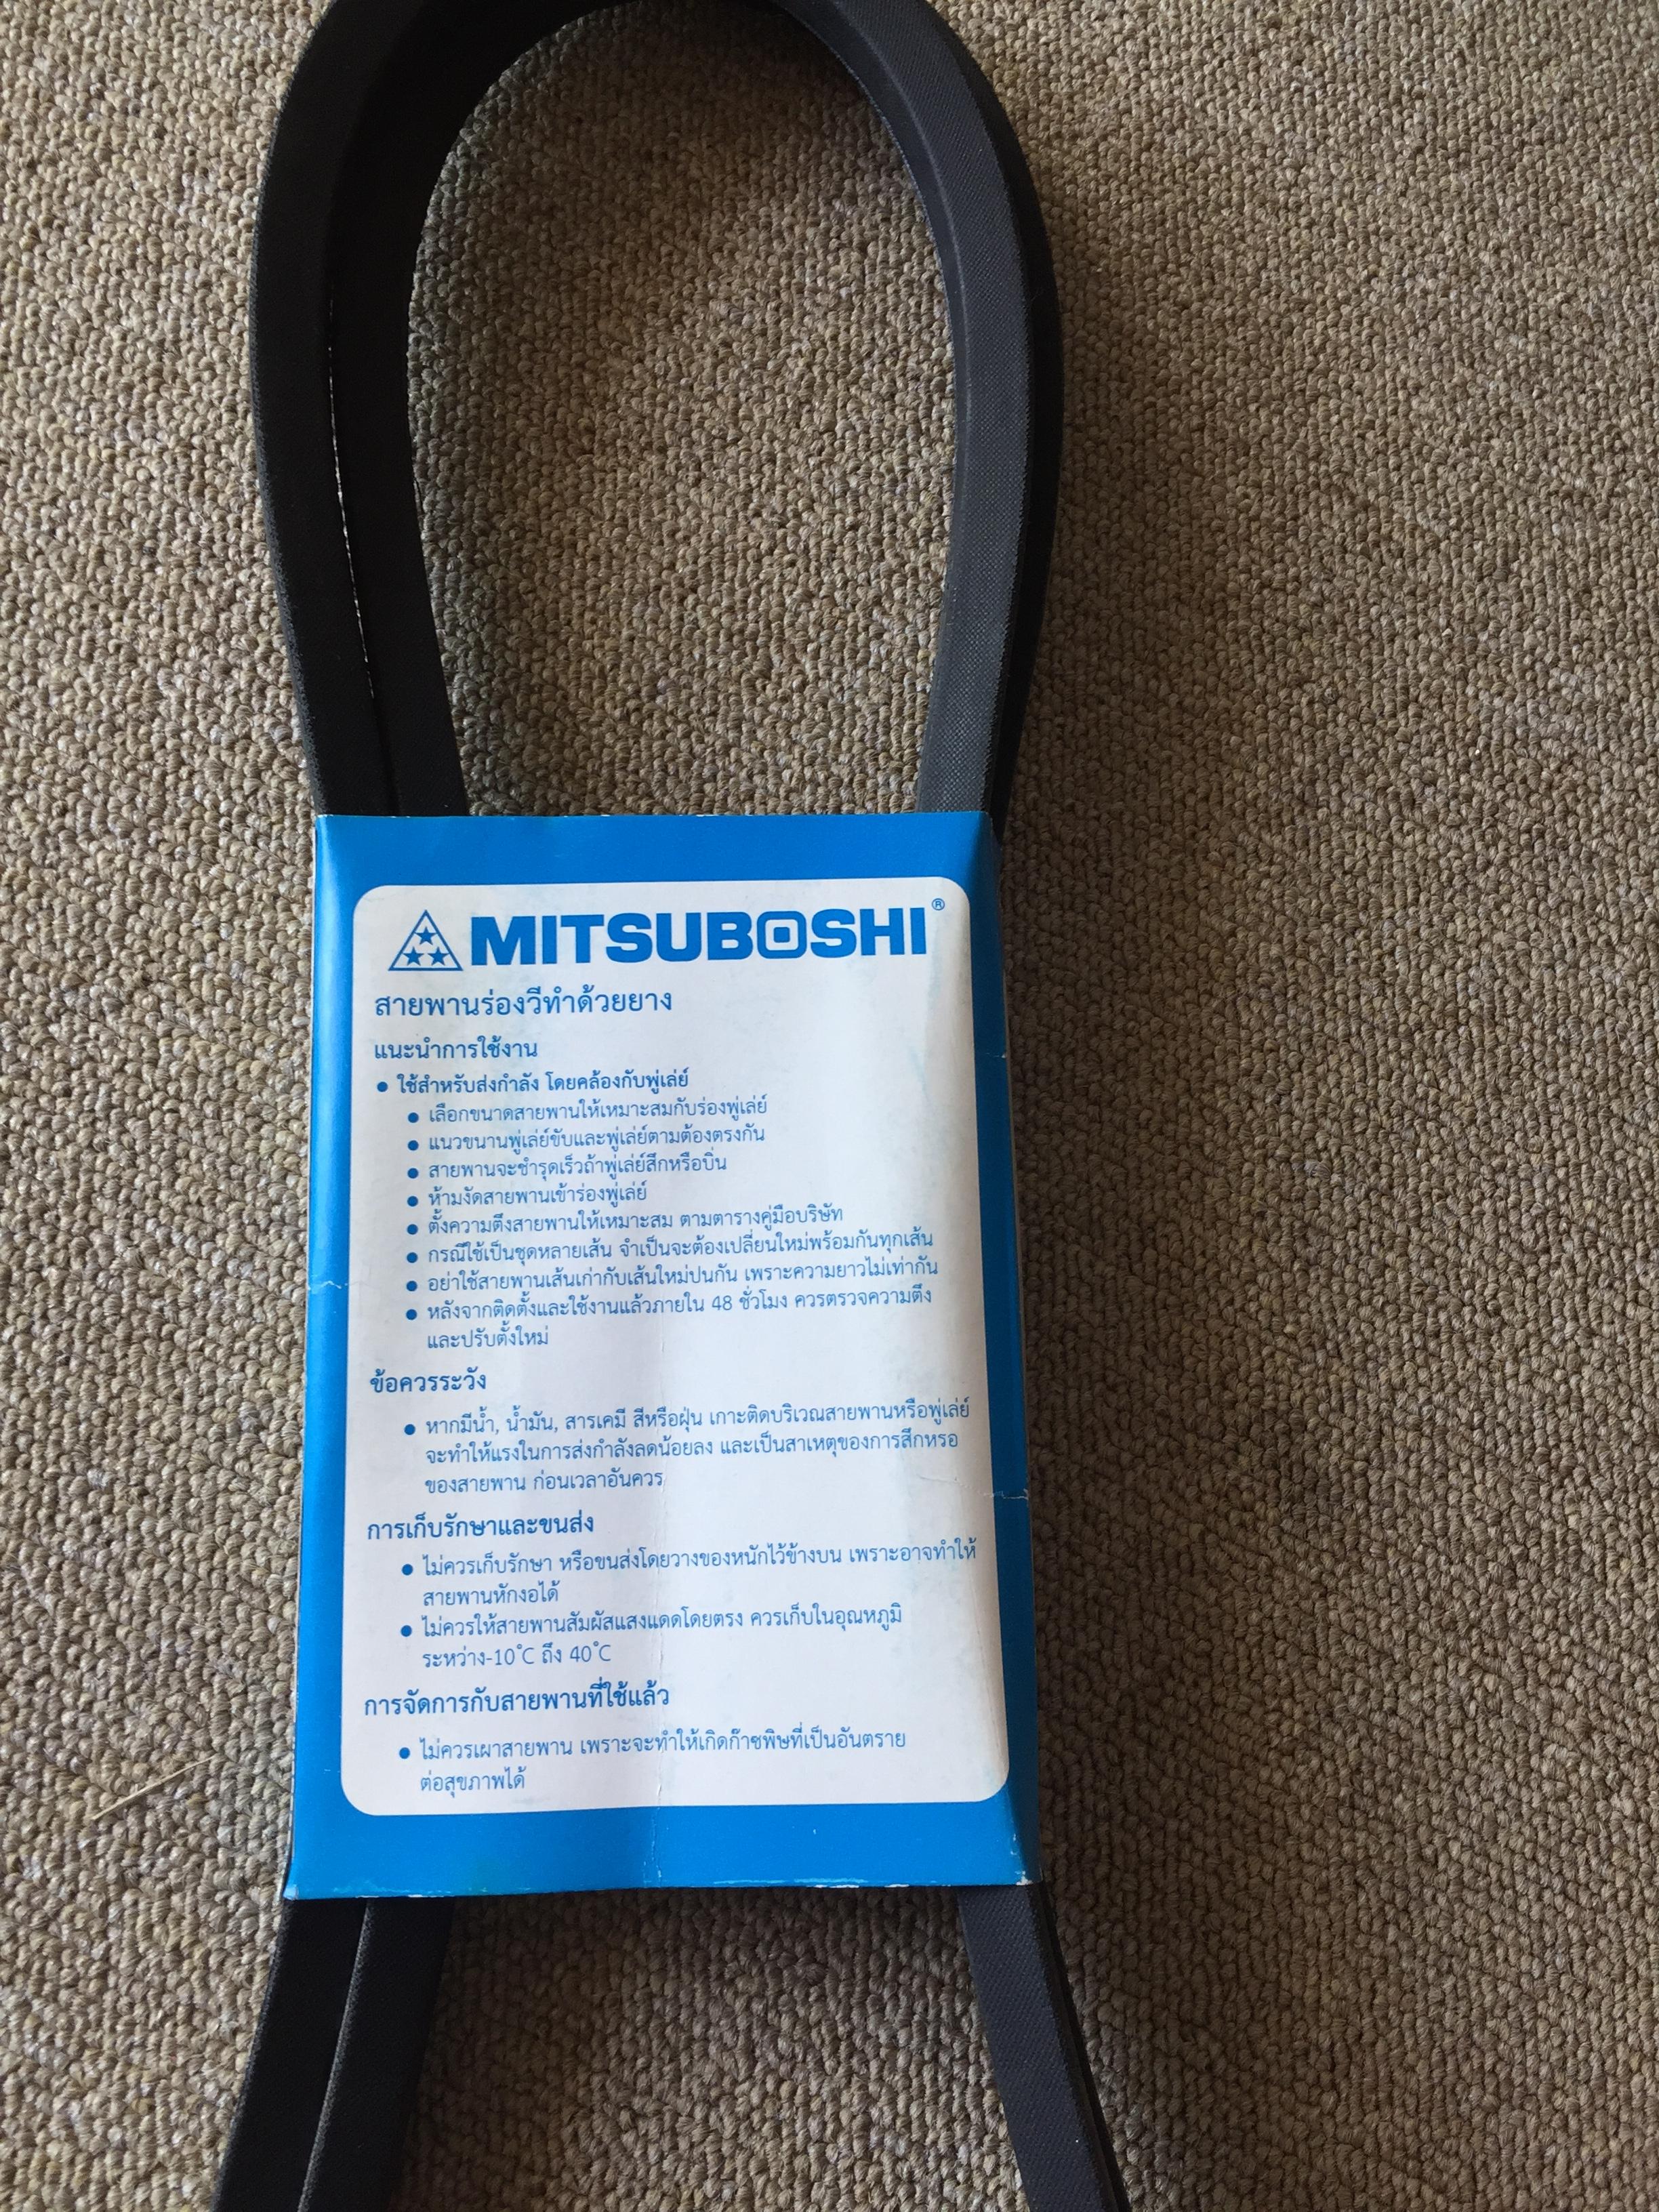 MITSUBOSHI®
สายพานร่องวีทำด้วยยาง
แนะนำการใช้งาน
● ใช้สำหรับส่งกำลัง โดยคล้องกับพู่เล่ย์
● เลือกขนาดสายพานให้เหมาะสมกับร่องพู่เล่ย์
● แนวขนานพู่เล่ย์ขับและพู่เล่ย์ตามต้องตรงกัน
● สายพานจะชำรุดเร็วถ้าพู่เล่ย์สึกหรือบิ่น
● ห้ามงัดสายพานเข้าร่องพู่เล่ย์
● ตั้งความตึงสายพานให้เหมาะสม ตามตารางคู่มือบริษัท
● กรณีใช้เป็นชุดหลายเส้น จำเป็นจะต้องเปลี่ยนใหม่พร้อมกันทุกเส้น
● อย่าใช้สายพานเส้นเก่ากับเส้นใหม่ปนกัน เพราะความยาวไม่เท่ากัน
● หลังจากติดตั้งและใช้งานแล้วภายใน 48 ชั่วโมง ควรตรวจความตึง
และปรับตั้งใหม่
ข้อควรระวัง
● หากมีน้ำ, น้ำมัน, สารเคมี สีหรือฝุ่น เกาะติดบริเวณสายพานหรือพู่เล่ย์
จะทำให้แรงในการส่งกำลังลดน้อยลง และเป็นสาเหตุของการสึกหรอ
ของสายพาน ก่อนเวลาอันควร
การเก็บรักษาและขนส่ง
● ไม่ควรเก็บรักษา หรือขนส่งโดยวางของหนักไว้ข้างบน เพราะอาจทำให้
สายพานหักงอได้
● ไม่ควรให้สายพานสัมผัสแสงแดดโดยตรง ควรเก็บในอุณหภูมิ
ระหว่าง-10°C ถึง 40°C
การจัดการกับสายพานที่ใช้แล้ว
● ไม่ควรเผาสายพาน เพราะจะทำให้เกิดก๊าซพิษที่เป็นอันตราย
ต่อสุขภาพได้